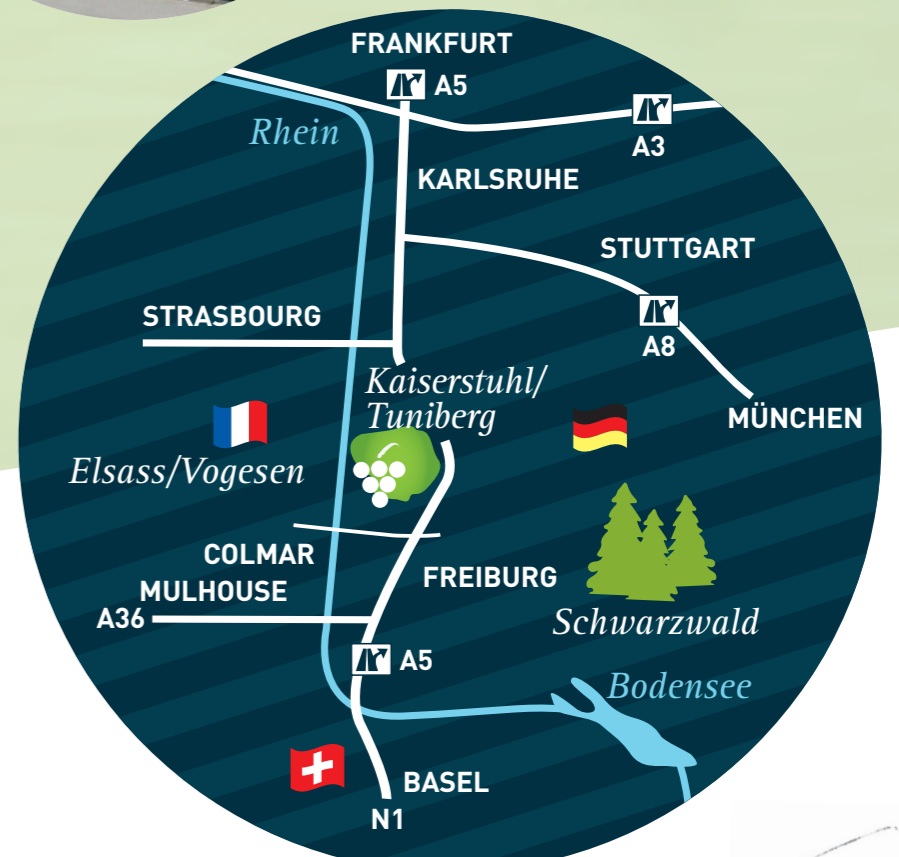 FRANKFURT
A5
Rhein
A3
KARLSRUHE
STUTTGART
STRASBOURG
A8
Kaiserstuhl/
Tuniberg
MÜNCHEN
Elsass/Vogesen
COLMAR
MULHOUSE
FREIBURG
A36
Schwarzwald
A5
Bodensee
BASEL
N1